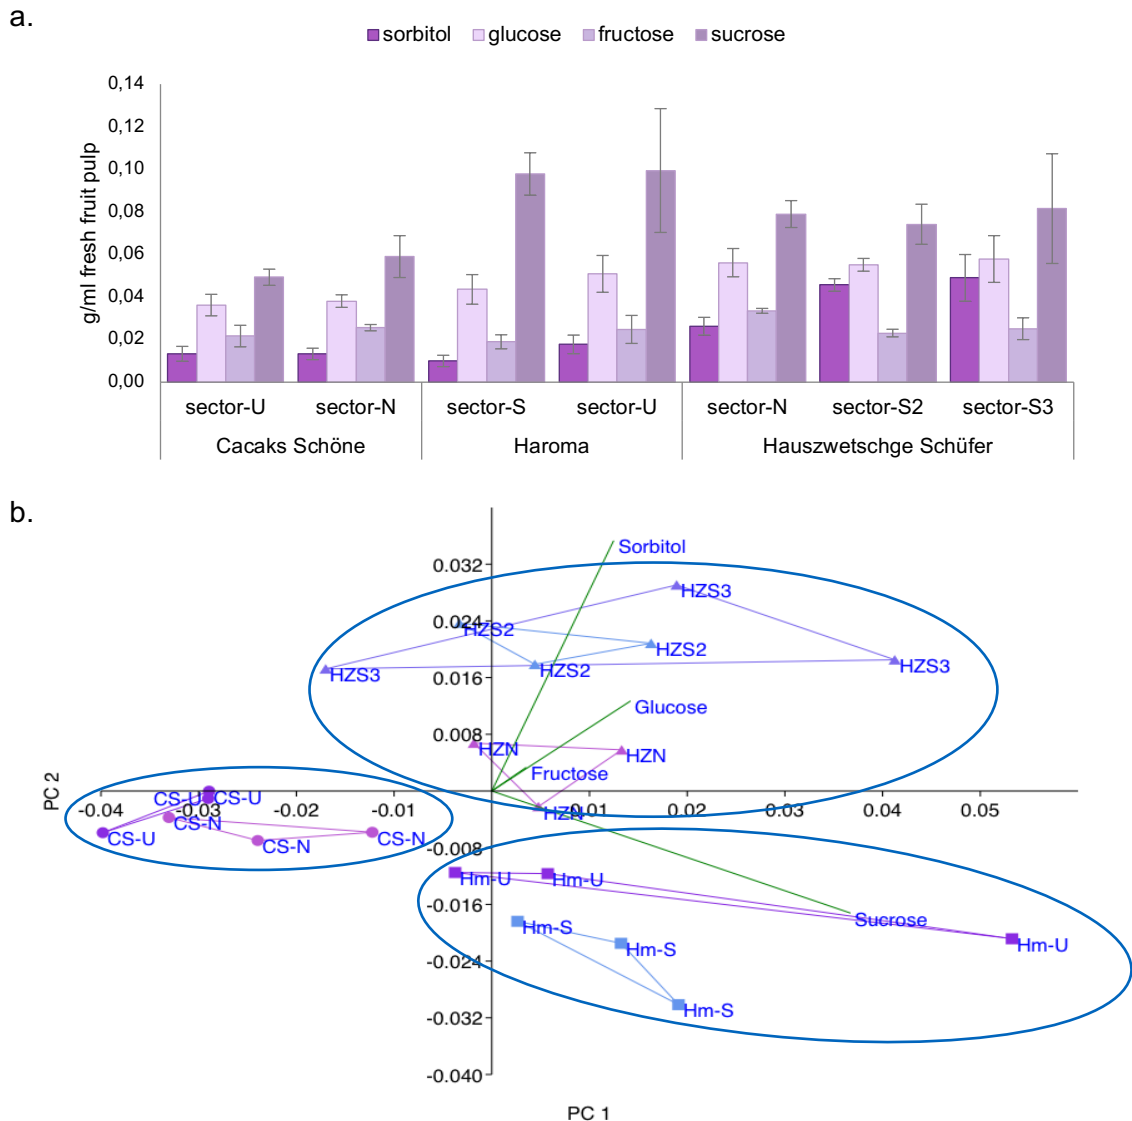 a.
sorbitol glucose fructose sucrose
g/ml fresh fruit pulp
0,14
0,12
0,10
0,08
0,06
0,04
0,02
0,00
sector-U sector-N sector-S sector-U sector-N sector-S2 sector-S3
Cacaks Schöne Haroma Hauszwetschge Schüfer
b.
Sorbitol
0.032
HZS3
0.024
HZS2
HZS2
HZS3
HZS2
HZS3
0.016
Glucose
0.008
HZN
HZN
Fructose
PC 2
CS-U CS-U
-0.04 -0.03 -0.02 -0.01 0.01 0.02 0.03 0.04 0.05
HZN
CS-N
CS-U CS-N CS-N
-0.008
Hm-U Hm-U
-0.016
Sucrose
Hm-S
Hm-U
Hm-S
-0.024
Hm-S
-0.032
-0.040
PC 1